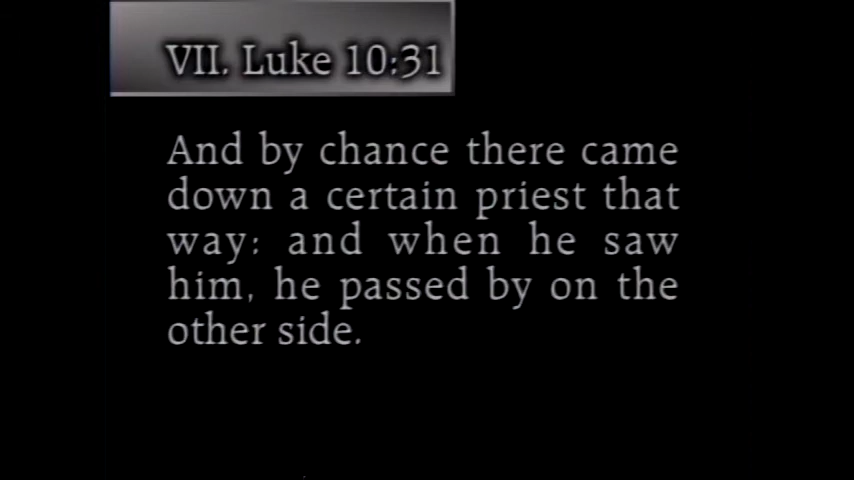 VII. Luke 10:31
And by chance there came
down a certain priest that
way: and when he saw
him, he passed by on the
other side.